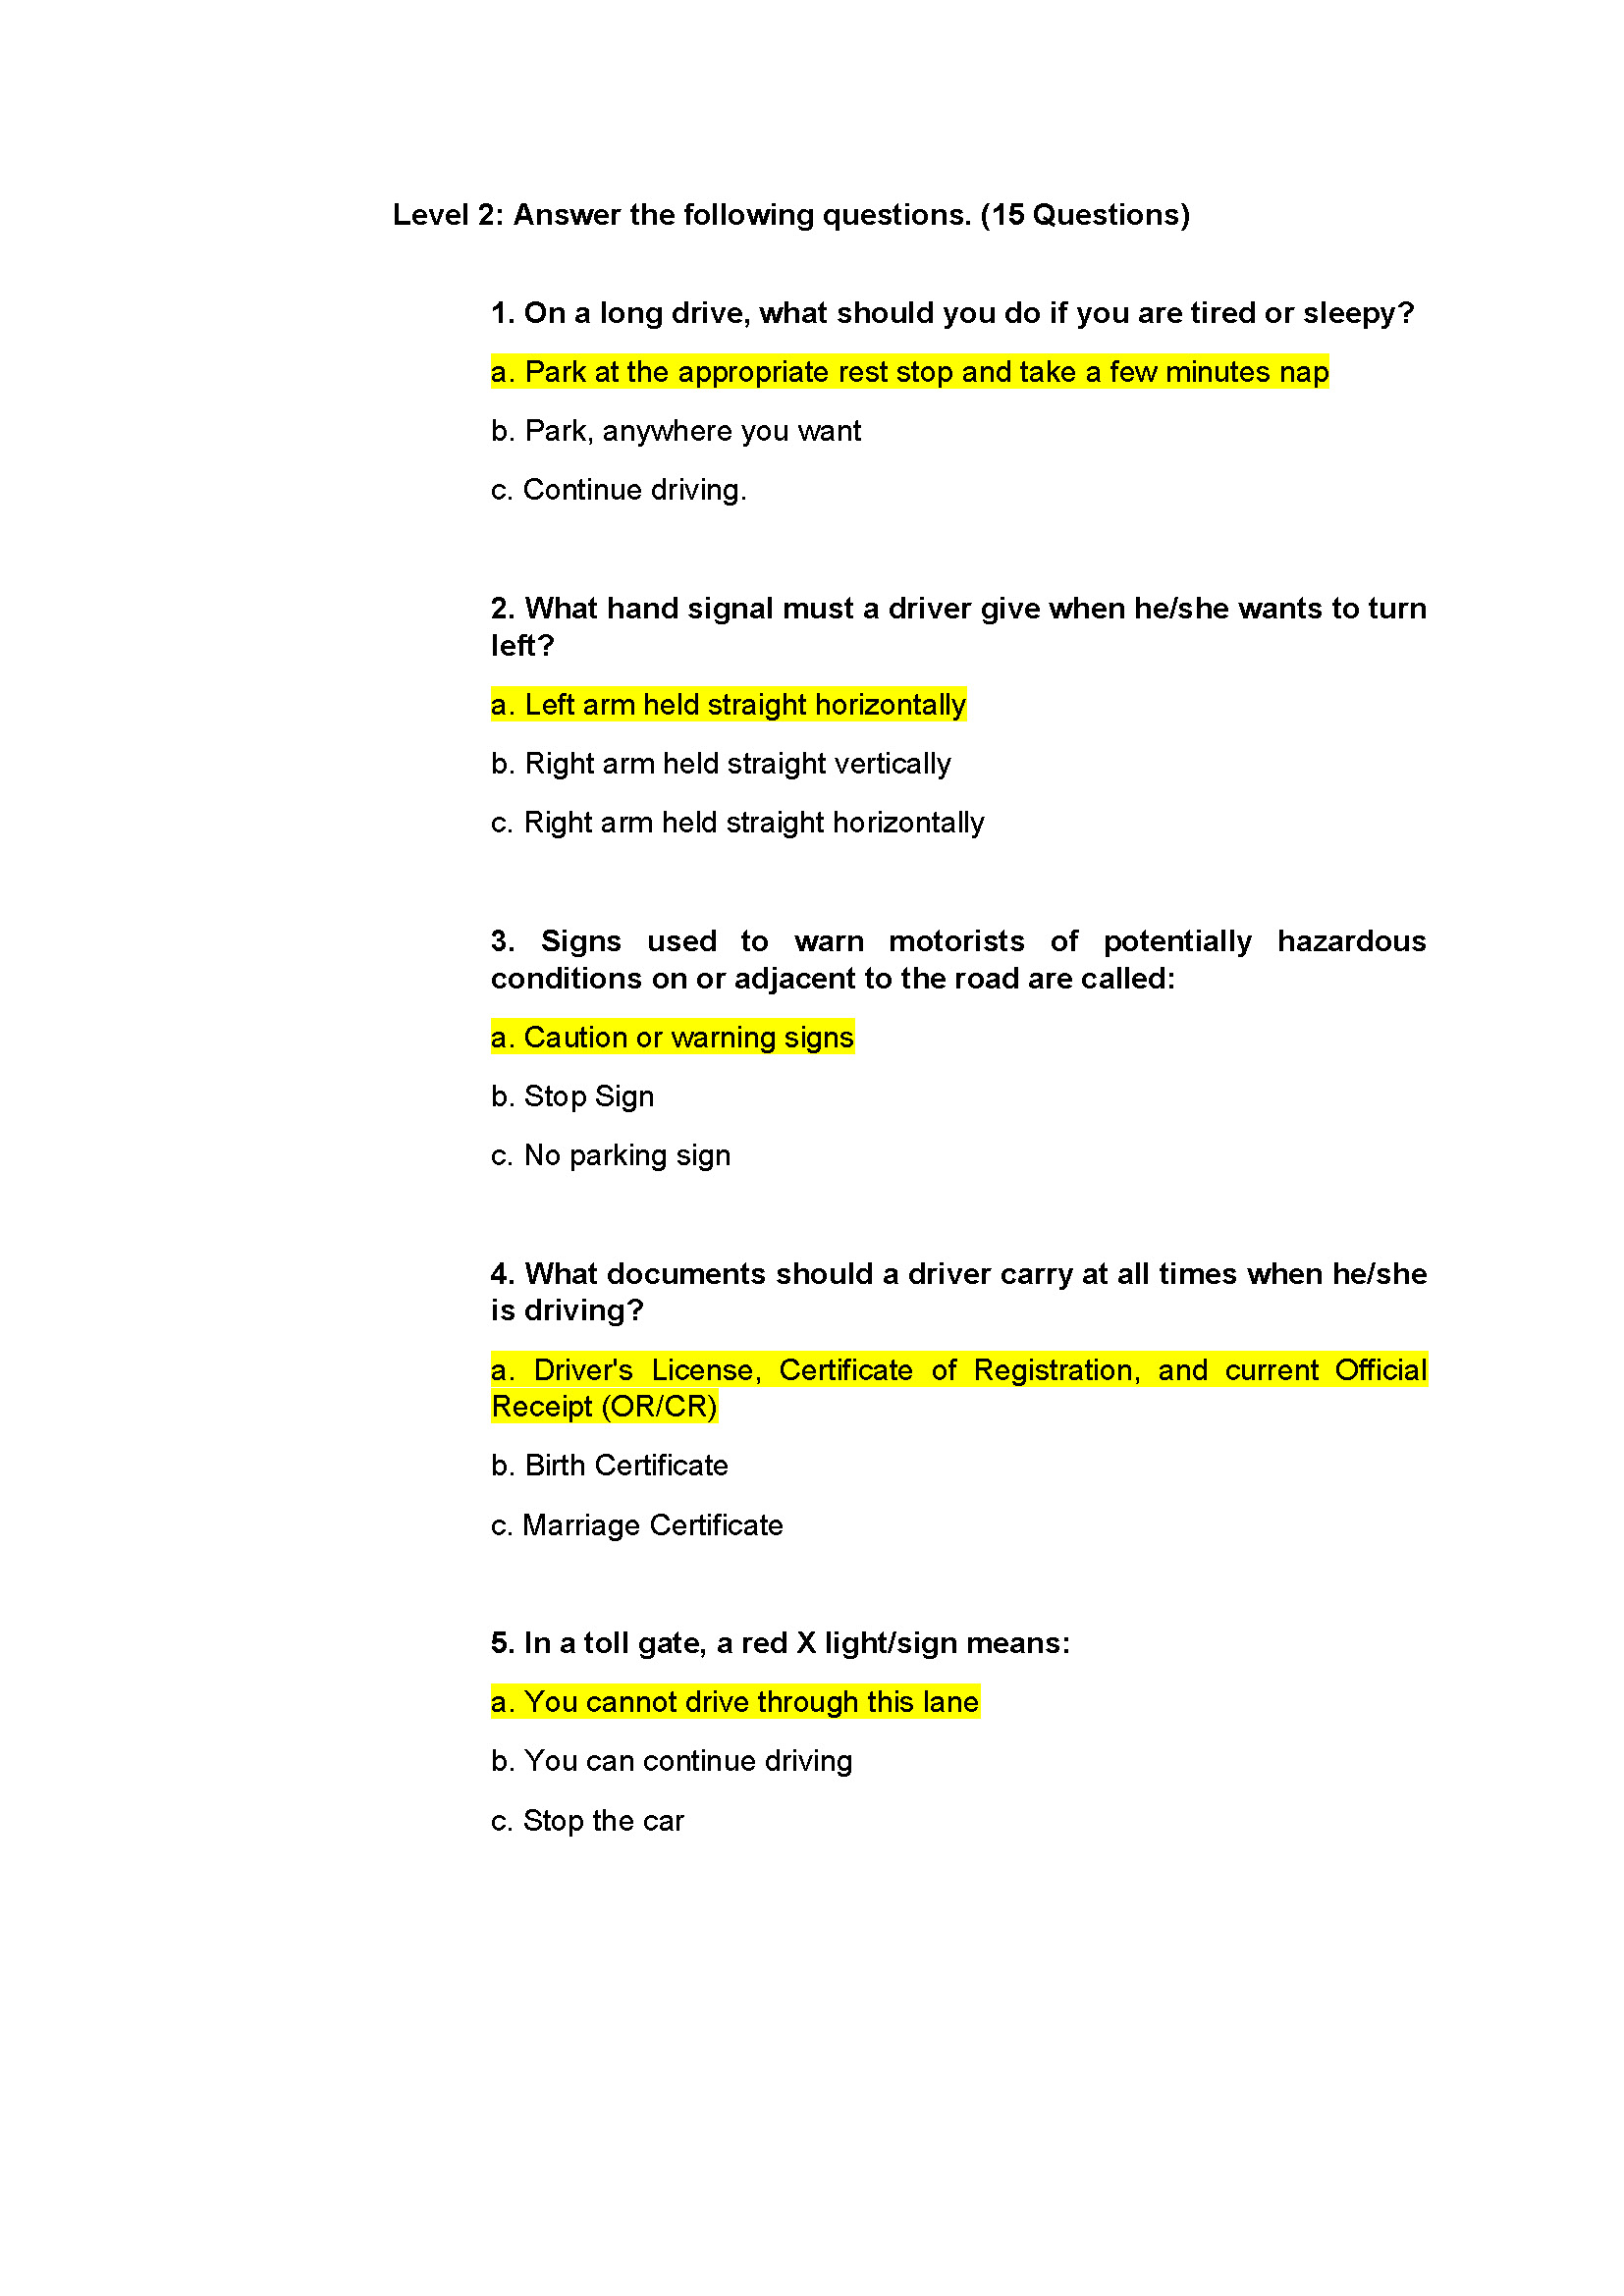 Level 2: Answer the following questions. (15 Questions)
1. On a long drive, what should you do if you are tired or sleepy?
a. Park at the appropriate rest stop and take a few minutes nap
b. Park, anywhere you want
c. Continue driving.
2. What hand signal must a driver give when he/she wants to turn
left?
a. Left arm held straight horizontally
b. Right arm held straight vertically
c. Right arm held straight horizontally
3. Signs used to warn motorists of potentially hazardous
conditions on or adjacent to the road are called:
a. Caution or warning signs
b. Stop Sign
c. No parking sign
4. What documents should a driver carry at all times when he/she
is driving?
a. Driver's License, Certificate of Registration, and current Official
Receipt (OR/CR)
b. Birth Certificate
c. Marriage Certificate
5. In a toll gate, a red X light/sign means:
a. You cannot drive through this lane
b. You can continue driving
c. Stop the car